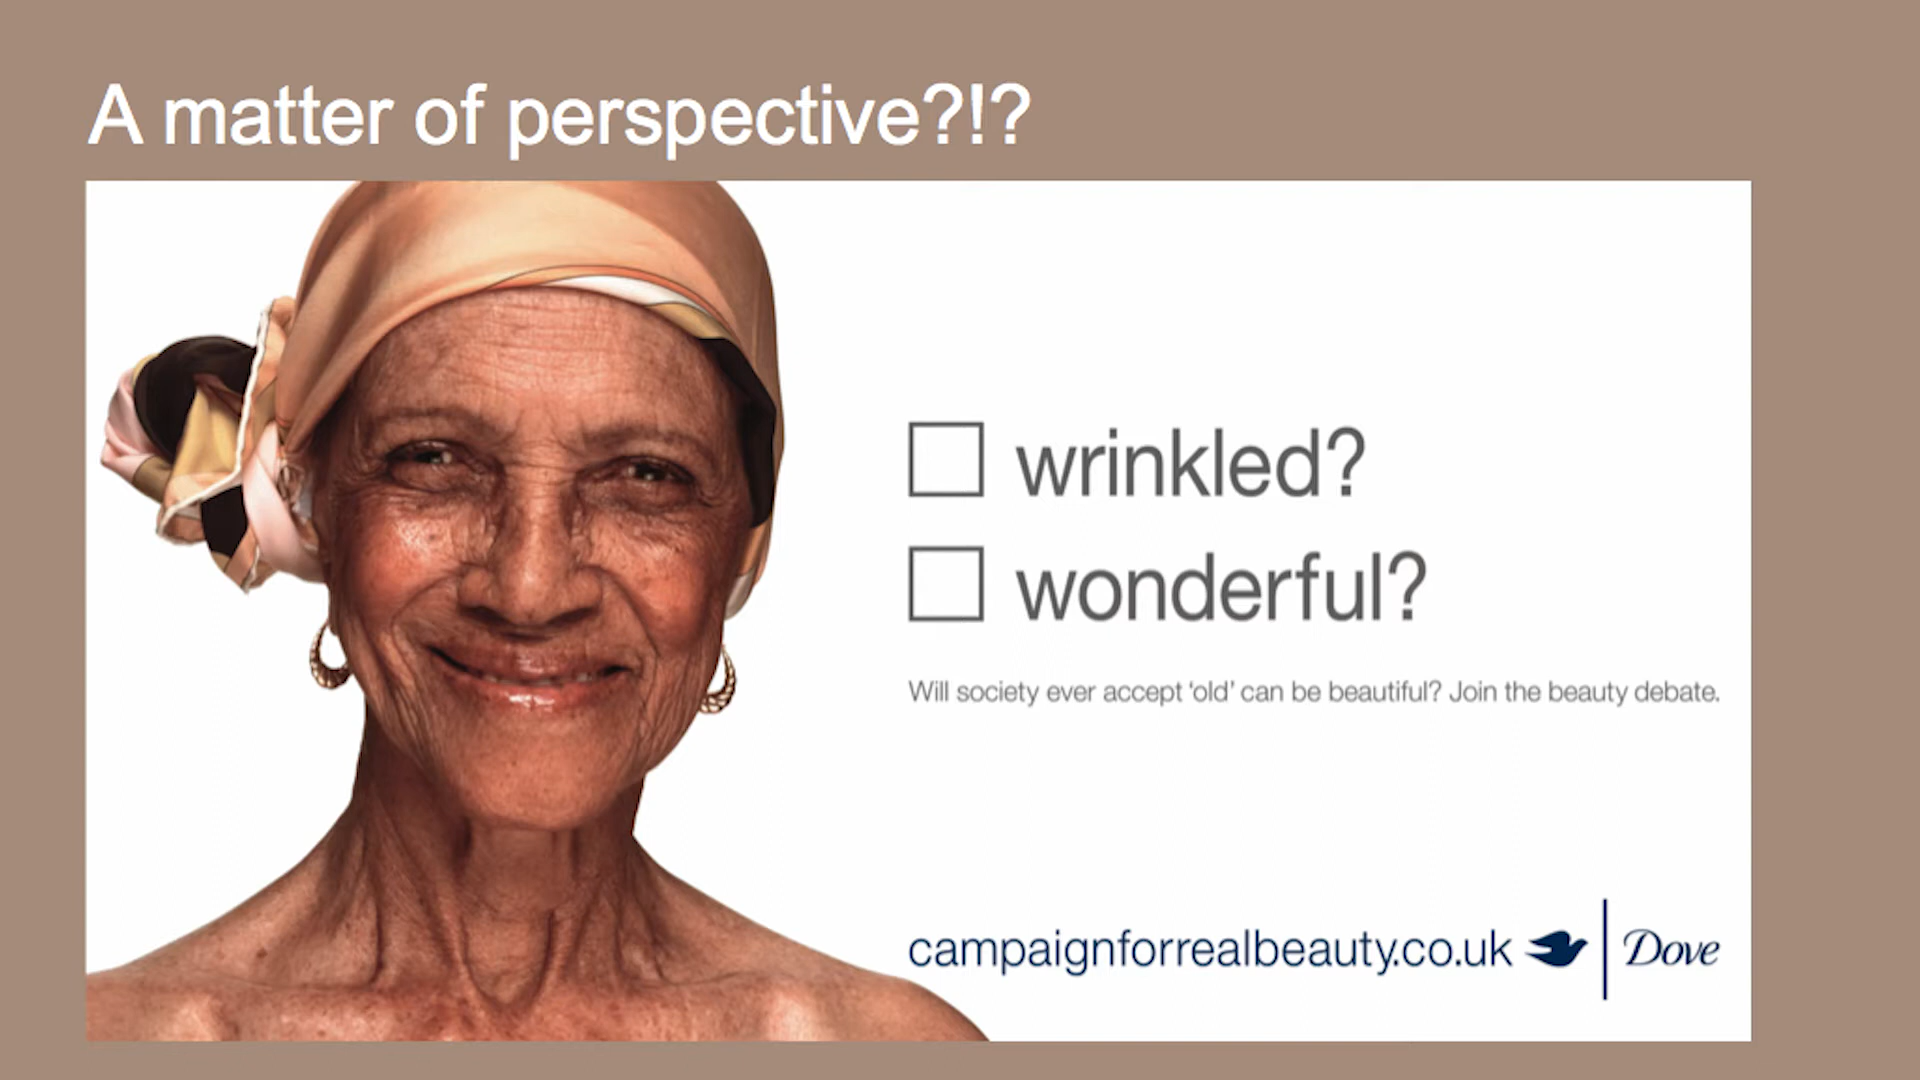 A matter of perspective?!?
wrinkled?
wonderful?
Will society ever accept ‘old’ can be beautiful? Join the beauty debate.
campaignforrealbeauty.co.uk Dove